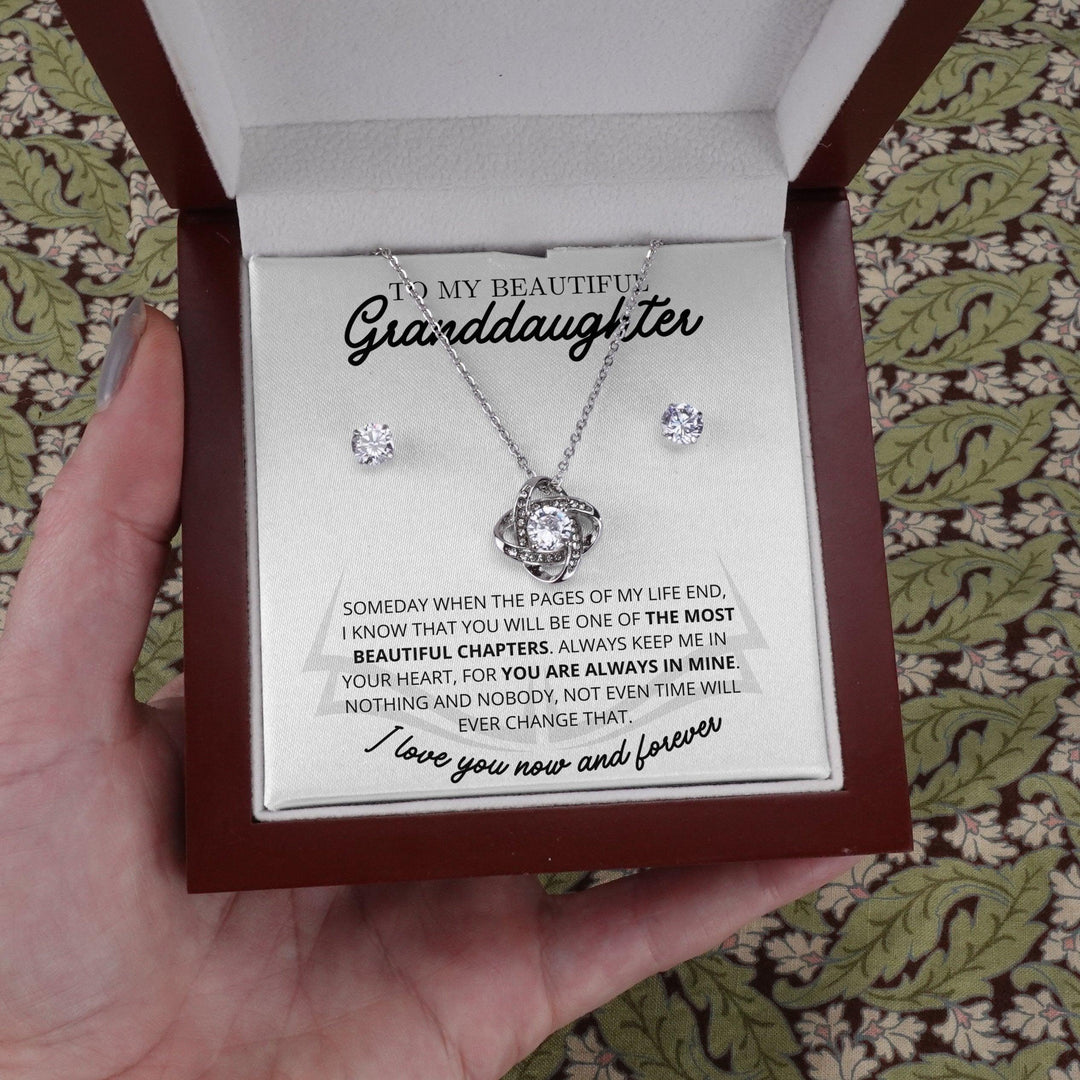 TO MY BEAUTIFUL
Granddaughter
SOMEDAY WHEN THE PAGES OF MY LIFE END,
I KNOW THAT YOU WILL BE ONE OF THE MOST
BEAUTIFUL CHAPTERS. ALWAYS KEEP ME IN
YOUR HEART, FOR YOU ARE ALWAYS IN MINE.
NOTHING AND NOBODY, NOT EVEN TIME WILL
EVER CHANGE THAT.
I love you now and forever